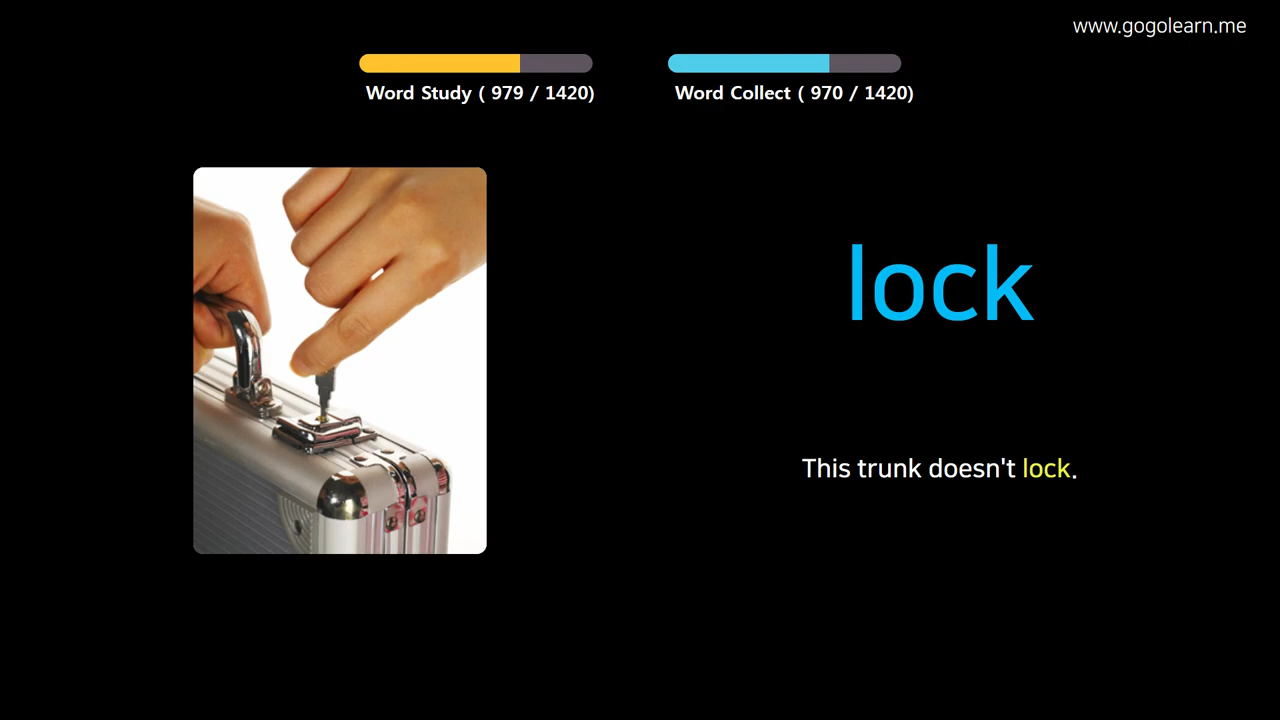 www.gogolearn.me
Word Study ( 979 / 1420)
Word Collect ( 970 / 1420)
lock
This trunk doesn't lock.